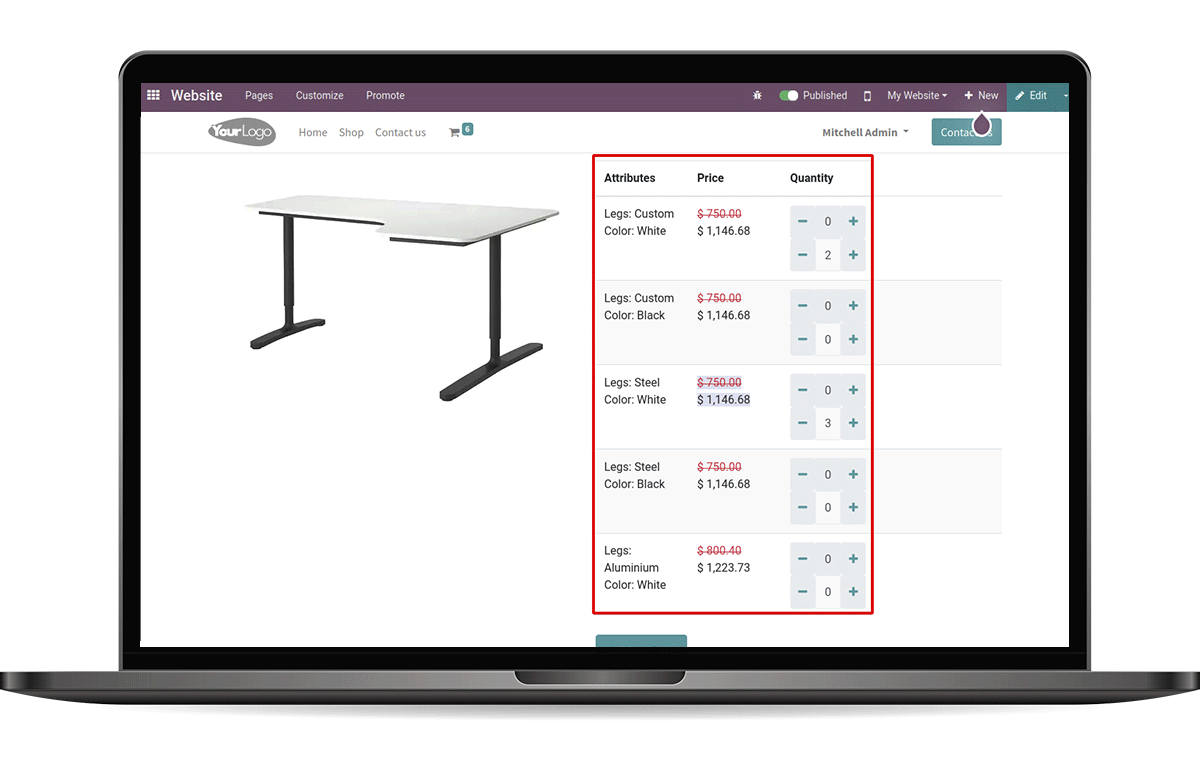 Website Pages Customize Promote Published My Website + New Edit
YourLogo Home Shop Contact us 6 Mitchell Admin
Attributes Price Quantity
Legs: Custom $ 750.00 − 0 +
Color: White $ 1,146.68
− 2 +
Legs: Custom $ 750.00 − 0 +
Color: Black $ 1,146.68
− 0 +
Legs: Steel $ 750.00 − 0 +
Color: White $ 1,146.68
− 3 +
Legs: Steel $ 750.00 − 0 +
Color: Black $ 1,146.68
− 0 +
Legs: $ 800.40 − 0 +
Aluminium $ 1,223.73
Color: White − 0 +